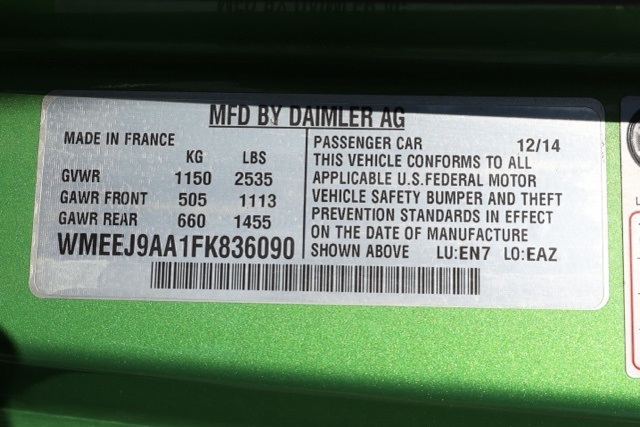 MFD BY DAIMLER AG
MADE IN FRANCE
KG LBS
GVWR 1150 2535
GAWR FRONT 505 1113
GAWR REAR 660 1455
WMEEJ9AA1FK836090
PASSENGER CAR 12/14
THIS VEHICLE CONFORMS TO ALL
APPLICABLE U.S.FEDERAL MOTOR
VEHICLE SAFETY BUMPER AND THEFT
PREVENTION STANDARDS IN EFFECT
ON THE DATE OF MANUFACTURE
SHOWN ABOVE LU:EN7 LO:EAZ